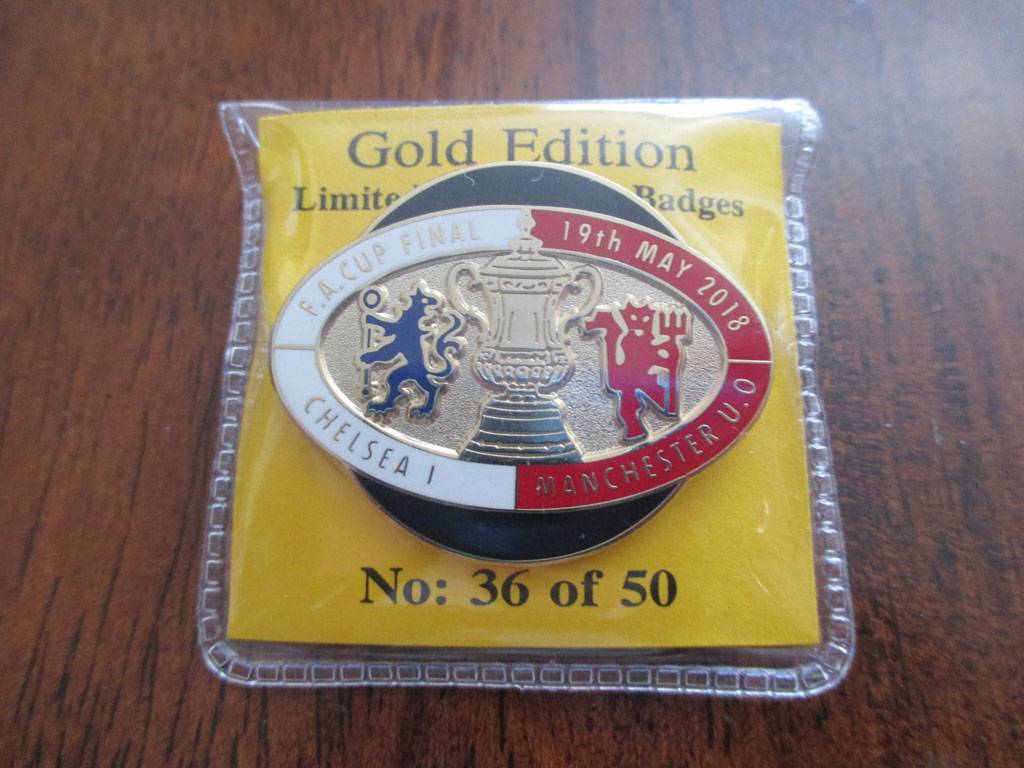 Gold Edition
Badges
F.A. CUP FINAL
19th MAY 2018
CHELSEA 1
MANCHESTER U.0
No: 36 of 50